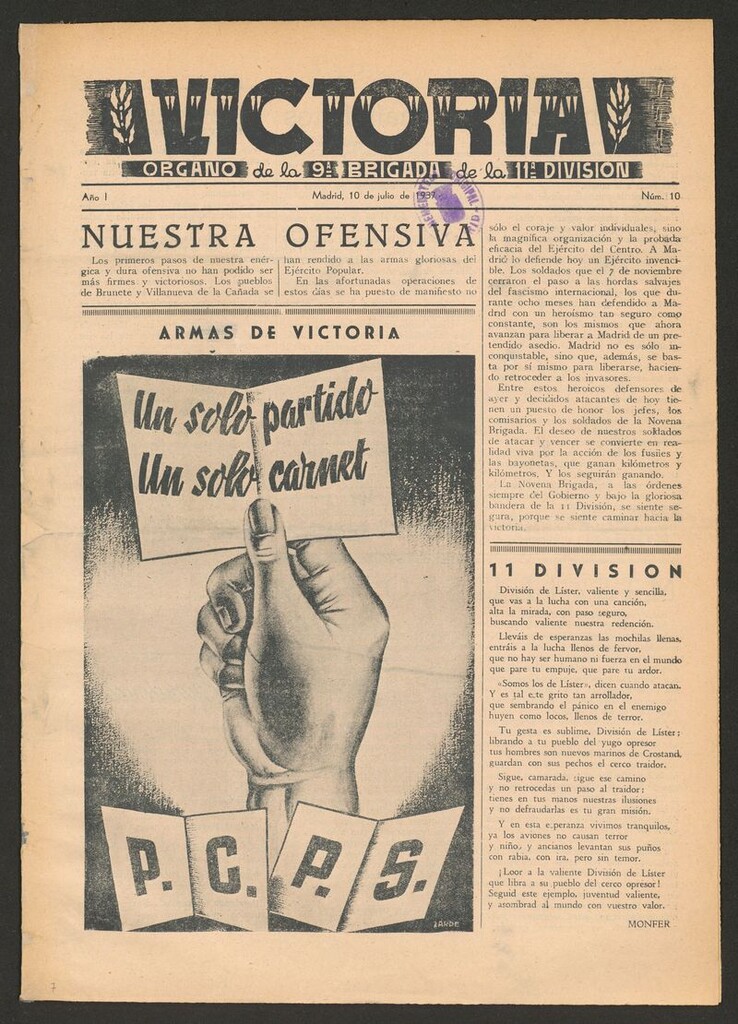 VICTORIA
ORGANO de la 9ª BRIGADA de la 11ª DIVISION
Año I
Madrid, 10 de julio de 1937
Núm. 10
NUESTRA OFENSIVA
Los primeros pasos de nuestra enér-
gica y dura ofensiva no han podido ser
más firmes y victoriosos. Los pueblos
de Brunete y Villanueva de la Cañada se
han rendido a las armas gloriosas del
Ejército Popular.
En las afortunadas operaciones de
estos días se ha puesto de manifiesto no
sólo el coraje y valor individuales, sino
la magnífica organización y la probada
eficacia del Ejército del Centro. A Ma-
drid lo defiende hoy un Ejército invenci-
ble. Los soldados que el 7 de noviembre
cerraron el paso a las hordas salvajes
del fascismo internacional, los que du-
rante ocho meses han defendido a Ma-
drid con un heroísmo tan seguro como
constante, son los mismos que ahora
avanzan para liberar a Madrid de un pre-
tendido asedio. Madrid no es sólo in-
conquistable, sino que, además, se bas-
ta por sí mismo para liberarse, hacien-
do retroceder a los invasores.
Entre estos heroicos defensores de
ayer y decididos atacantes de hoy tie-
nen un puesto de honor los jefes, los
comisarios y los soldados de la Novena
Brigada. El deseo de nuestros soldados
de atacar y vencer se convierte en rea-
lidad viva por la acción de los fusiles y
las bayonetas, que ganan kilómetros y
kilómetros. Y los seguirán ganando.
La Novena Brigada, a las órdenes
siempre del Gobierno y bajo la gloriosa
bandera de la 11 División, se siente se-
gura, porque se siente caminar hacia la
victoria.
ARMAS DE VICTORIA
Un solo partido
Un solo carnet
P. C. P. S.
11 DIVISION
División de Líster, valiente y sencilla,
que vas a la lucha con una canción,
alta la mirada, con paso seguro,
buscando valiente nuestra redención.
Lleváis de esperanzas las mochilas llenas,
entráis a la lucha llenos de fervor,
que no hay ser humano ni fuerza en el mundo
que pare tu empuje, que pare tu ardor.
«Somos los de Líster», dicen cuando atacan.
Y es tal este grito tan arrollador,
que sembrando el pánico en el enemigo
huyen como locos, llenos de terror.
Tu gesta es sublime, División de Líster;
librando a tu pueblo del yugo opresor
tus hombres son nuevos marinos de Crostand,
guardan con sus pechos el cerco traidor.
Sigue, camarada, sigue ese camino
y no retrocedas un paso al traidor;
tienes en tus manos nuestras ilusiones
y no defraudarlas es tu gran misión.
Y en esta esperanza vivimos tranquilos,
ya los aviones no causan terror
y niños y ancianos levantan sus puños
con rabia, con ira, pero sin temor.
¡Loor a la valiente División de Líster
que libra a su pueblo del cerco opresor!
Seguid este ejemplo, juventud valiente,
y asombrad al mundo con vuestro valor.
MONFER
7